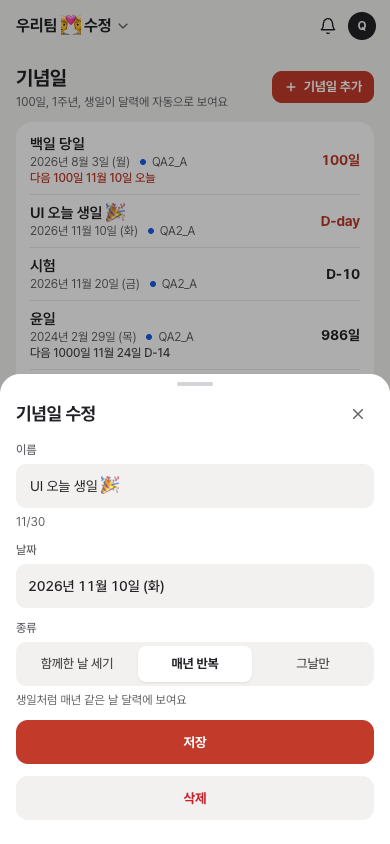 우리팀👩‍❤️‍👨수정
Q
기념일
100일, 1주년, 생일이 달력에 자동으로 보여요
+ 기념일 추가
백일 당일
2026년 8월 3일 (월) • QA2_A
다음 100일 11월 10일 오늘
100일
UI 오늘 생일🎉
2026년 11월 10일 (화) • QA2_A
D-day
시험
2026년 11월 20일 (금) • QA2_A
D-10
윤일
2024년 2월 29일 (목) • QA2_A
다음 1000일 11월 24일 D-14
986일
기념일 수정
이름
UI 오늘 생일🎉
11/30
날짜
2026년 11월 10일 (화)
종류
함께한 날 세기 매년 반복 그날만
생일처럼 매년 같은 날 달력에 보여요
저장
삭제